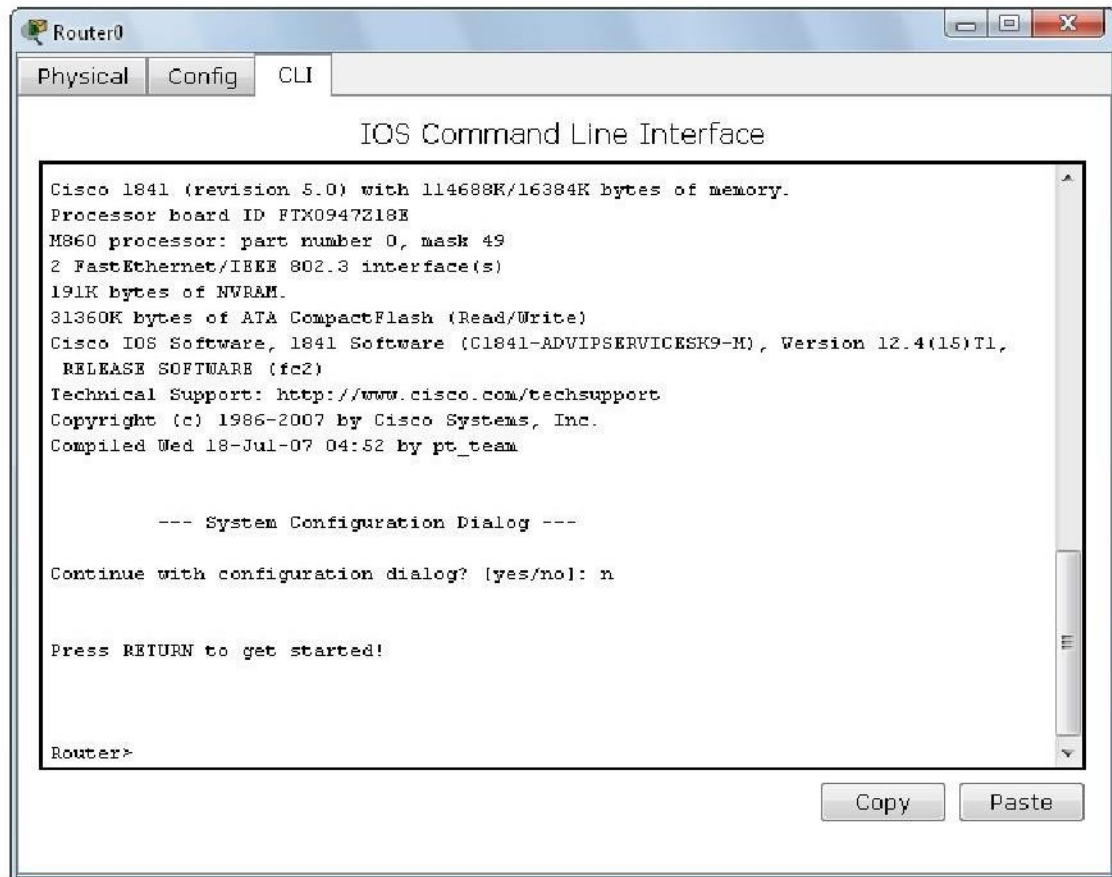 Router0
Physical Config CLI
IOS Command Line Interface
Cisco 1841 (revision 5.0) with 114688K/16384K bytes of memory.
Processor board ID FTX0947Z18E
M860 processor: part number 0, mask 49
2 FastEthernet/IEEE 802.3 interface(s)
191K bytes of NVRAM.
31360K bytes of ATA CompactFlash (Read/Write)
Cisco IOS Software, 1841 Software (C1841-ADVIPSERVICESK9-M), Version 12.4(15)T1,
RELEASE SOFTWARE (fc2)
Technical Support: http://www.cisco.com/techsupport
Copyright (c) 1986-2007 by Cisco Systems, Inc.
Compiled Wed 18-Jul-07 04:52 by pt_team
--- System Configuration Dialog ---
Continue with configuration dialog? [yes/no]: n
Press RETURN to get started!
Router>
Copy Paste